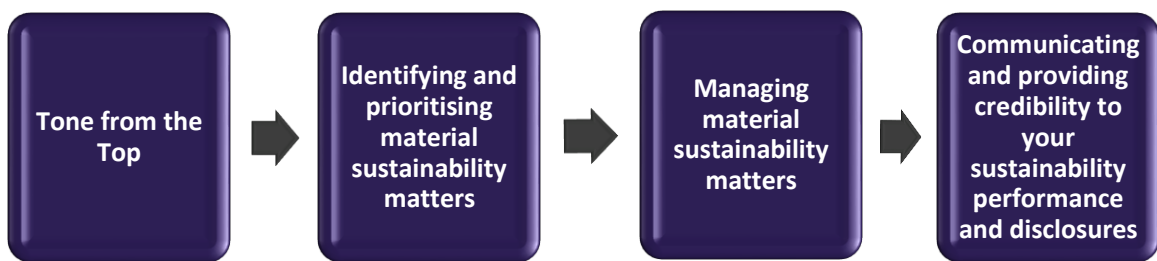 Tone from the
Top
Identifying and
prioritising
material
sustainability
matters
Managing
material
sustainability
matters
Communicating
and providing
credibility to
your
sustainability
performance
and disclosures